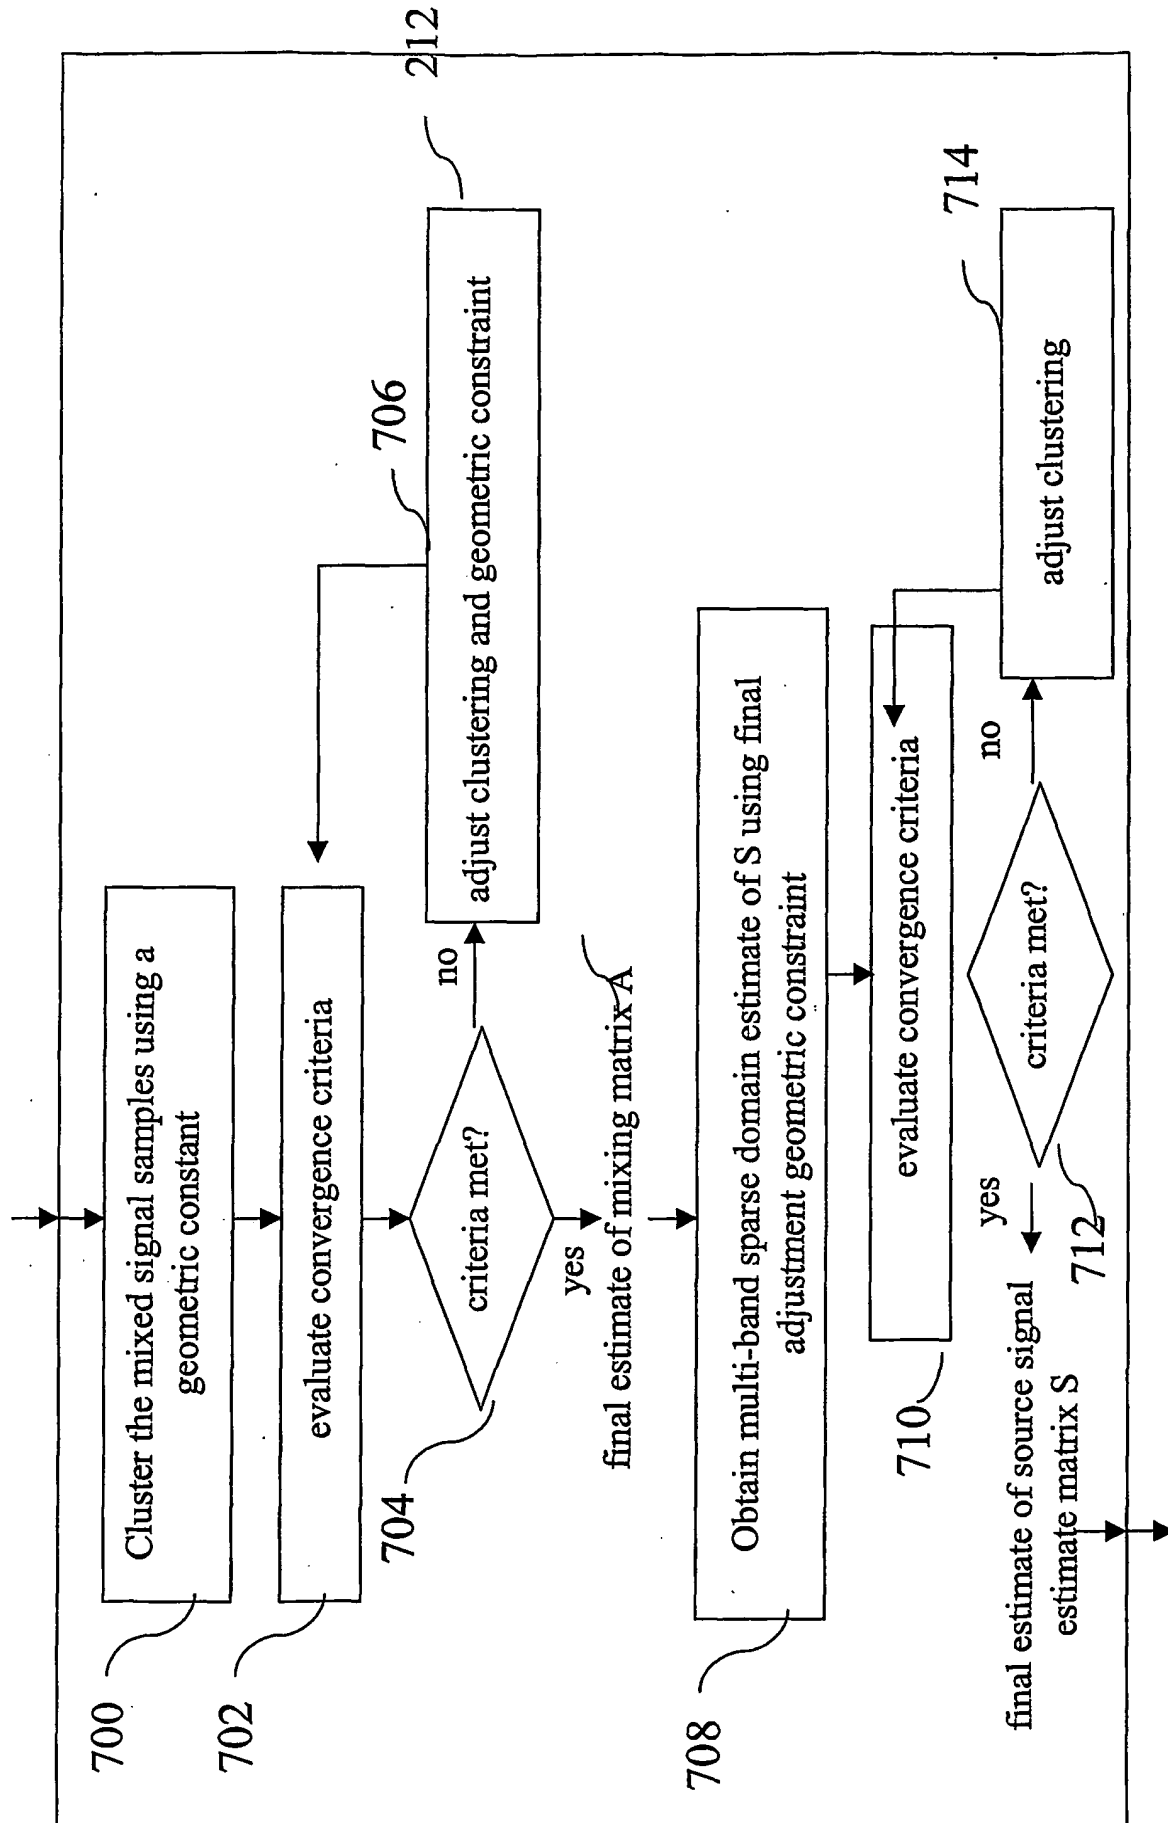 212
700
Cluster the mixed signal samples using a
geometric constant
702
evaluate convergence criteria
704
criteria met?
no
706
adjust clustering and geometric constraint
yes
final estimate of mixing matrix A
708
Obtain multi-band sparse domain estimate of S using final
adjustment geometric constraint
710
evaluate convergence criteria
criteria met?
712
no
714
adjust clustering
yes
final estimate of source signal
estimate matrix S